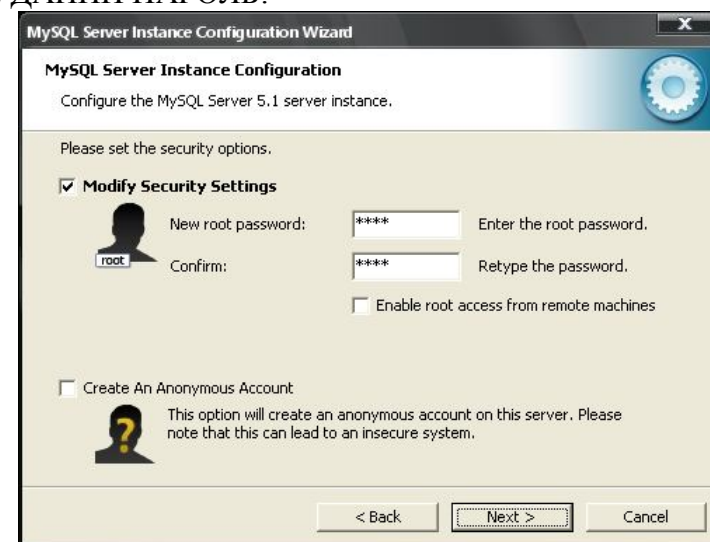 MySQL Server Instance Configuration Wizard
x
MySQL Server Instance Configuration
Configure the MySQL Server 5.1 server instance.
Please set the security options.
Modify Security Settings
New root password: **** Enter the root password.
root
Confirm: **** Retype the password.
Enable root access from remote machines
Create An Anonymous Account
?
This option will create an anonymous account on this server. Please
note that this can lead to an insecure system.
< Back Next > Cancel